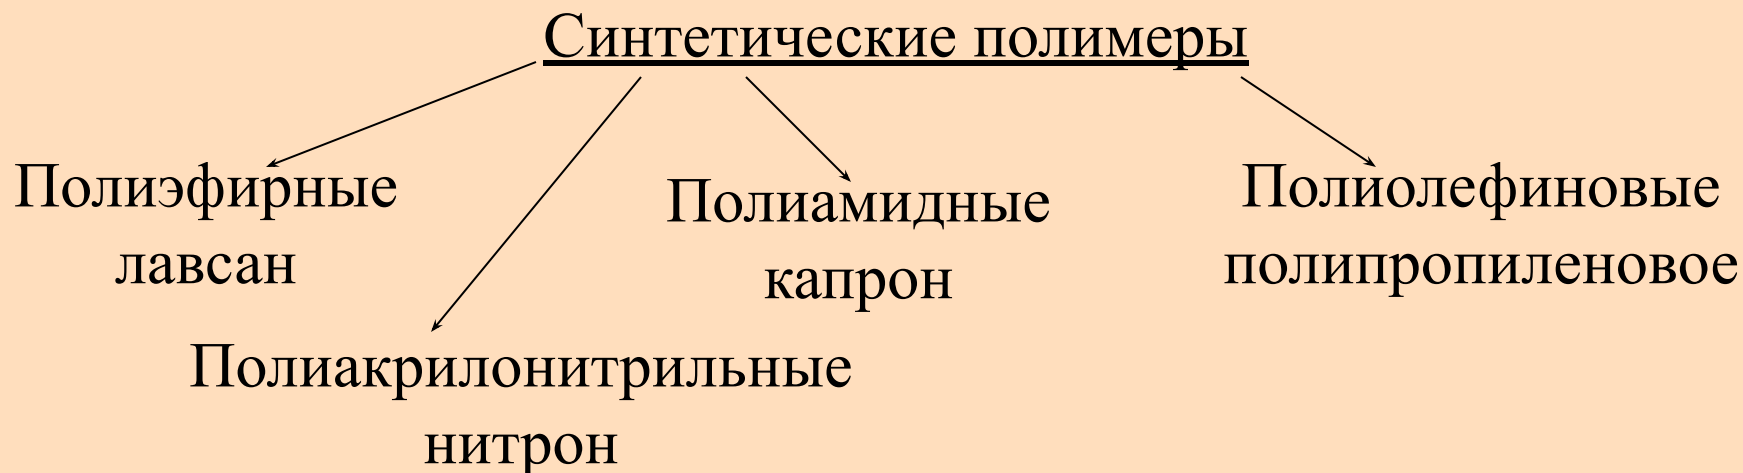 Синтетические полимеры
Полиэфирные
лавсан
Полиакрилонитрильные
нитрон
Полиамидные
капрон
Полиолефиновые
полипропиленовое